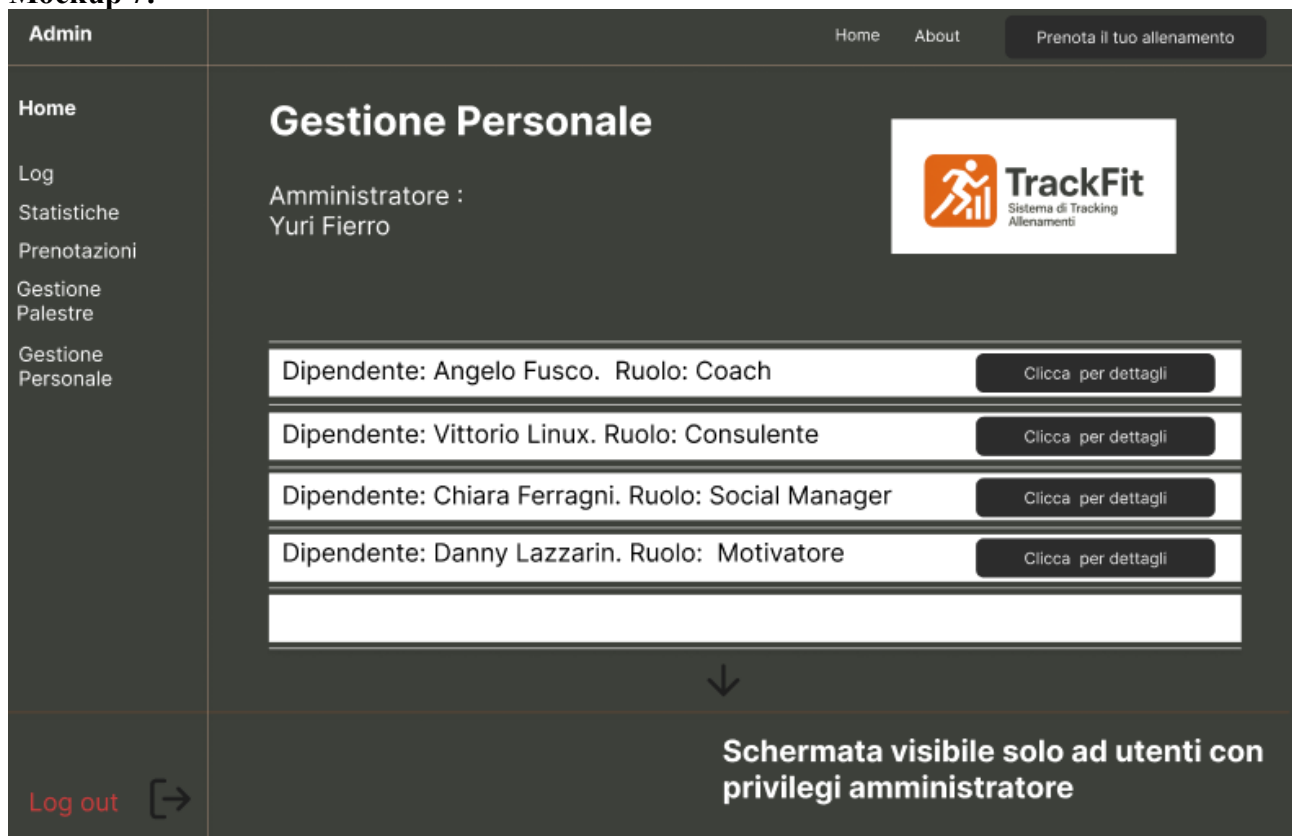 Mockup 7:
Admin
Home About Prenota il tuo allenamento
Home
Log
Statistiche
Prenotazioni
Gestione
Palestre
Gestione
Personale
Gestione Personale
Amministratore :
Yuri Fierro
TrackFit
Sistema di Tracking
Allenamenti
Dipendente: Angelo Fusco. Ruolo: Coach Clicca per dettagli
Dipendente: Vittorio Linux. Ruolo: Consulente Clicca per dettagli
Dipendente: Chiara Ferragni. Ruolo: Social Manager Clicca per dettagli
Dipendente: Danny Lazzarin. Ruolo: Motivatore Clicca per dettagli
Schermata visibile solo ad utenti con
privilegi amministratore
Log out